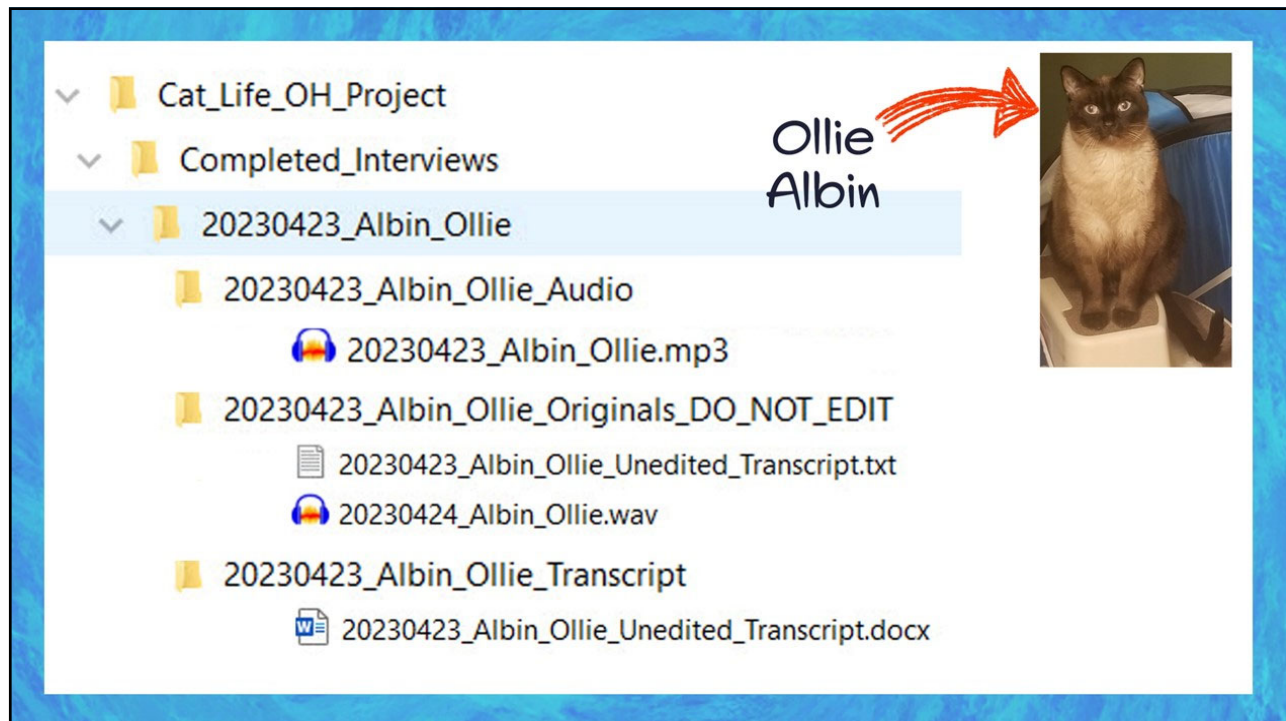 Cat_Life_OH_Project
Completed_Interviews
20230423_Albin_Ollie
20230423_Albin_Ollie_Audio
20230423_Albin_Ollie.mp3
20230423_Albin_Ollie_Originals_DO_NOT_EDIT
20230423_Albin_Ollie_Unedited_Transcript.txt
20230424_Albin_Ollie.wav
20230423_Albin_Ollie_Transcript
20230423_Albin_Ollie_Unedited_Transcript.docx
Ollie
Albin